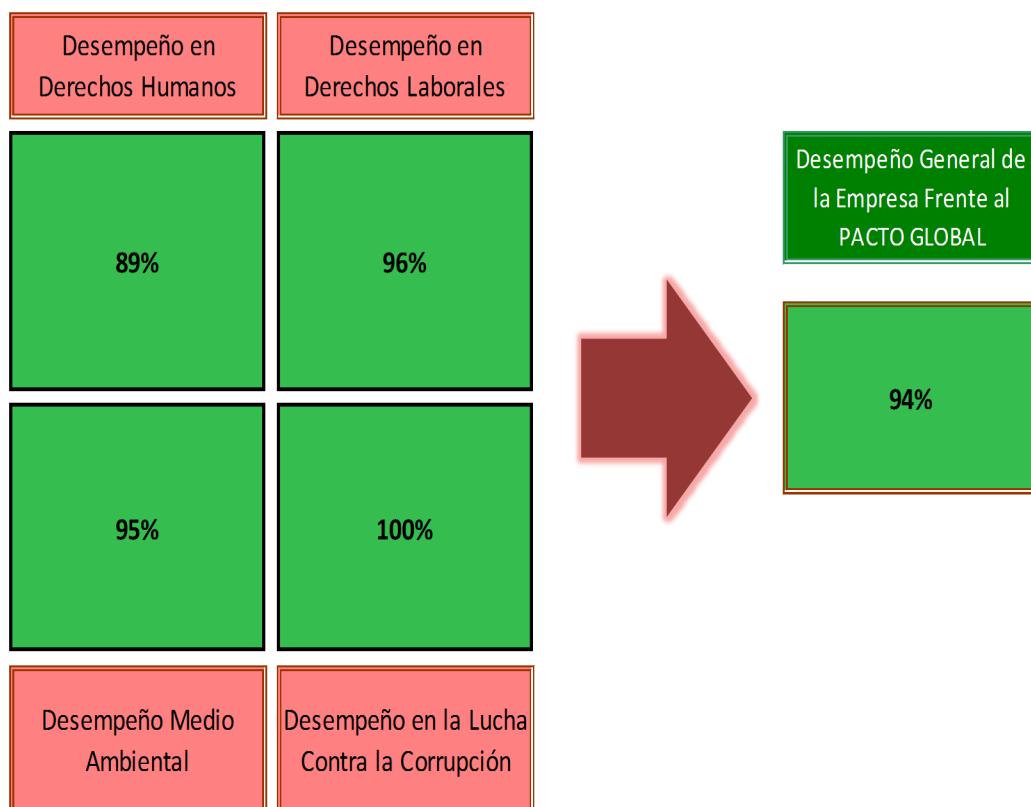 Desempeño en
Derechos Humanos
Desempeño en
Derechos Laborales
89%
96%
95%
100%
Desempeño Medio
Ambiental
Desempeño en la Lucha
Contra la Corrupción
Desempeño General de
la Empresa Frente al
PACTO GLOBAL
94%